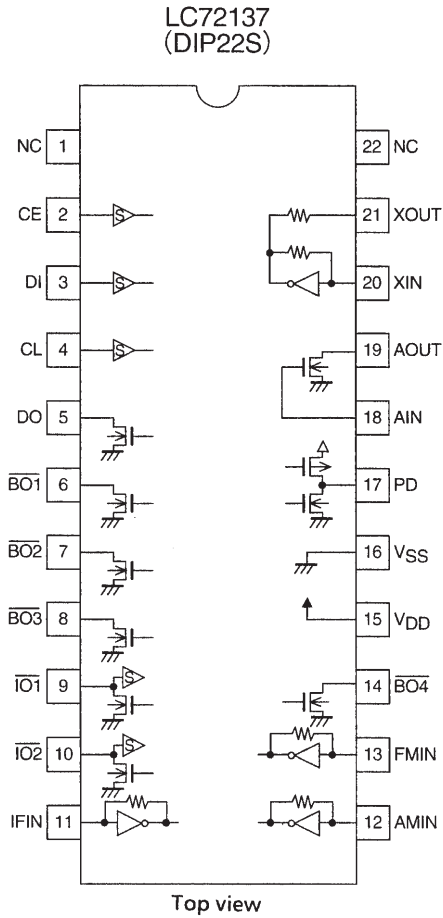 LC72137
(DIP22S)
NC 1 22 NC
CE 2 S 21 XOUT
DI 3 S 20 XIN
CL 4 S 19 AOUT
DO 5 18 AIN
BO1 6 17 PD
BO2 7 16 VSS
BO3 8 15 VDD
IO1 9 S 14 BO4
IO2 10 S 13 FMIN
IFIN 11 12 AMIN
Top view